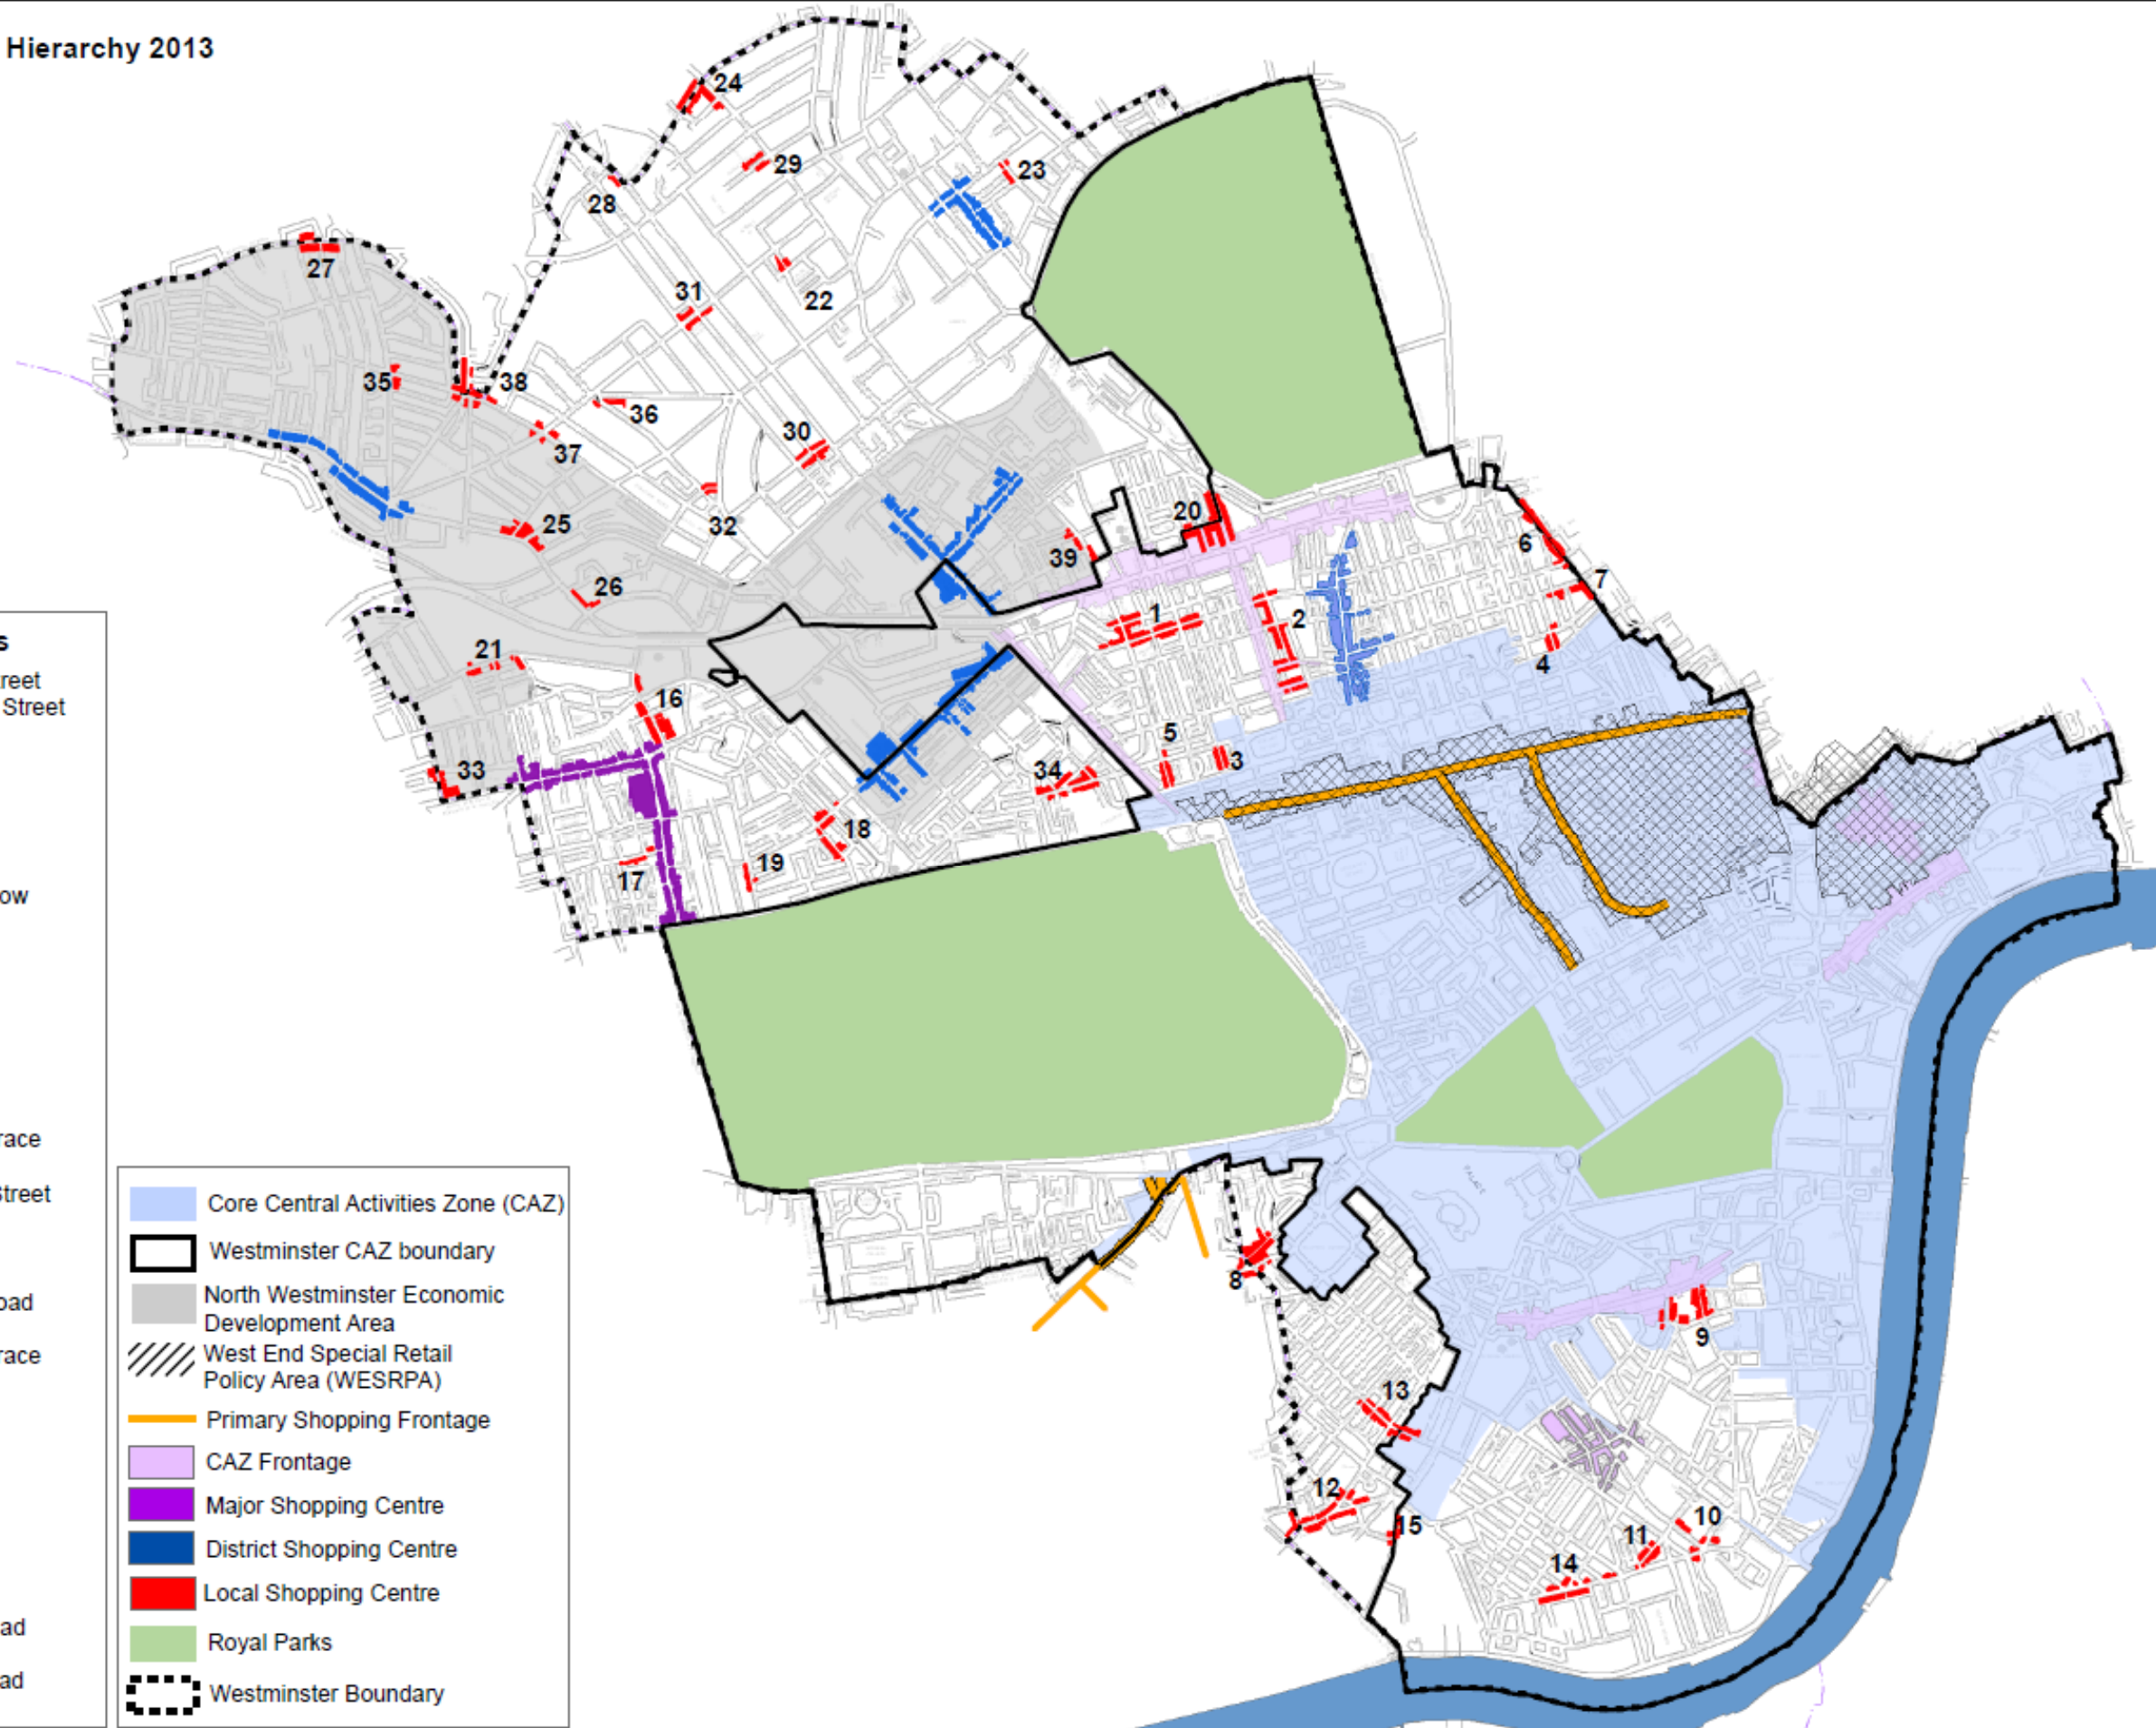 Hierarchy 2013
24
29
23
28
27
22
31
35
38
36
37
30
25
32
20
39
6
7
26
1
2
4
21
16
5
3
33
34
18
19
17
s
reet
Street
ow
race
Street
oad
race
ad
ad
Core Central Activities Zone (CAZ)
Westminster CAZ boundary
North Westminster Economic
Development Area
West End Special Retail
Policy Area (WESRPA)
Primary Shopping Frontage
CAZ Frontage
Major Shopping Centre
District Shopping Centre
Local Shopping Centre
Royal Parks
Westminster Boundary
PALACE
8
9
13
12
15
10
11
14